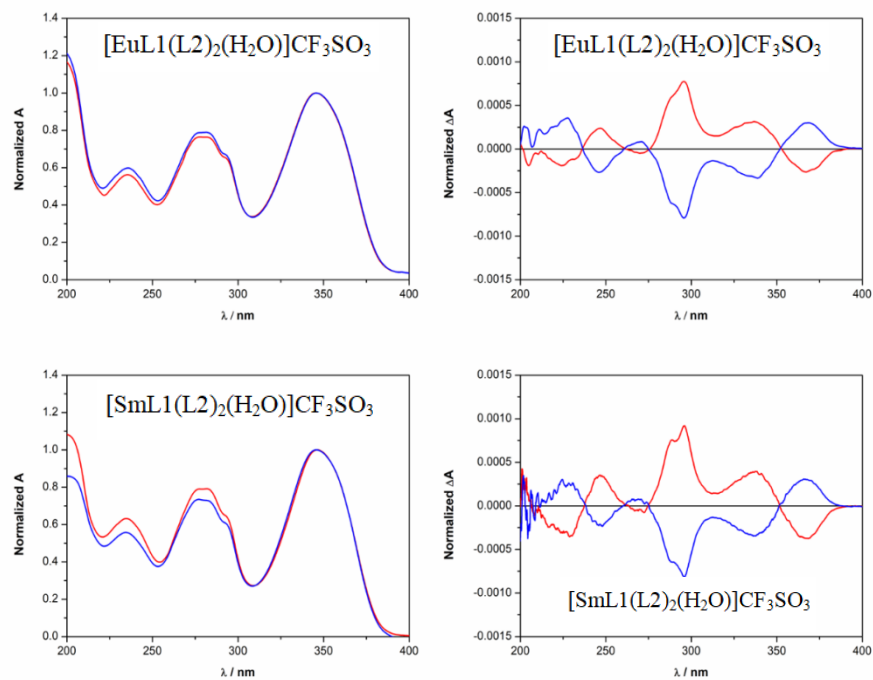 [EuL1(L2)₂(H₂O)]CF₃SO₃
Normalized A
1.4
1.2
1.0
0.8
0.6
0.4
0.2
0.0
200 250 300 350 400
λ / nm
[EuL1(L2)₂(H₂O)]CF₃SO₃
Normalized ΔA
0.0015
0.0010
0.0005
0.0000
-0.0005
-0.0010
-0.0015
200 250 300 350 400
λ / nm
[SmL1(L2)₂(H₂O)]CF₃SO₃
Normalized A
1.4
1.2
1.0
0.8
0.6
0.4
0.2
0.0
200 250 300 350 400
λ / nm
Normalized ΔA
0.0015
0.0010
0.0005
0.0000
-0.0005
-0.0010
-0.0015
[SmL1(L2)₂(H₂O)]CF₃SO₃
200 250 300 350 400
λ / nm